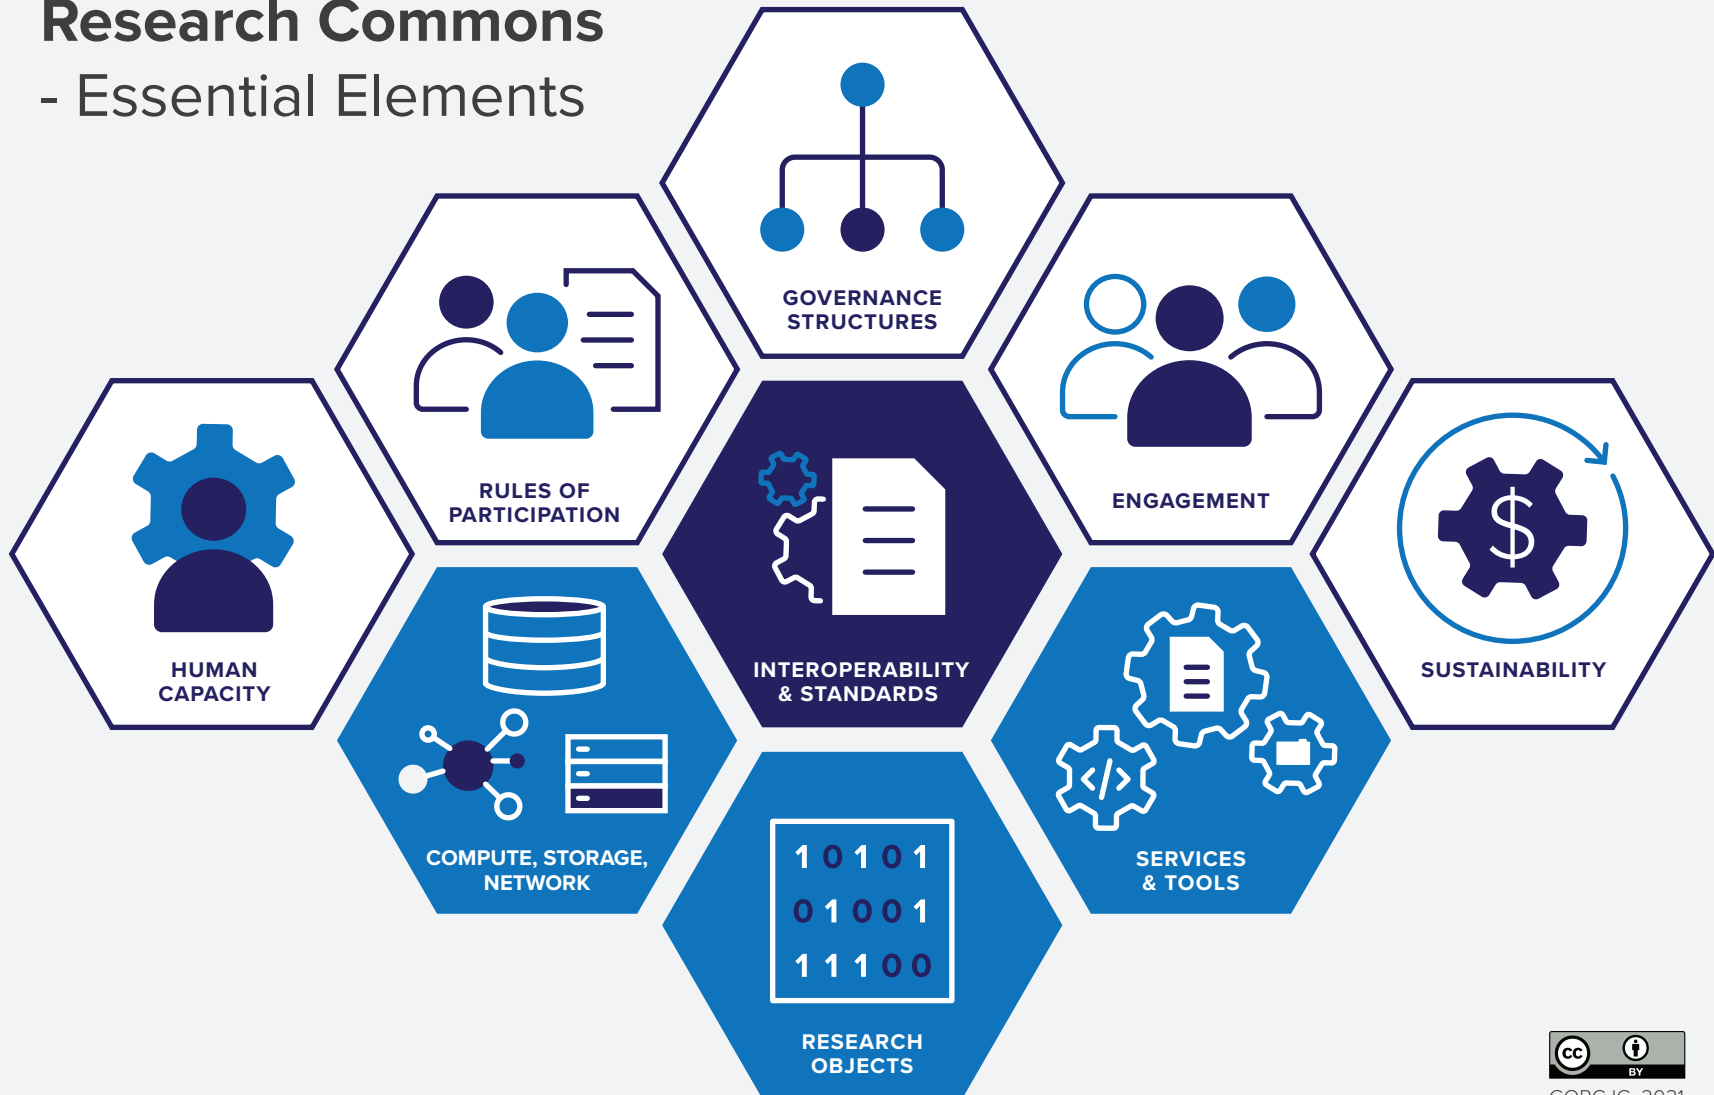 Research Commons
- Essential Elements
GOVERNANCE
STRUCTURES
RULES OF
PARTICIPATION
ENGAGEMENT
HUMAN
CAPACITY
INTEROPERABILITY
& STANDARDS
$
SUSTAINABILITY
COMPUTE, STORAGE,
NETWORK
</>
SERVICES
& TOOLS
1 0 1 0 1
0 1 0 0 1
1 1 1 0 0
RESEARCH
OBJECTS
cc
BY
2021